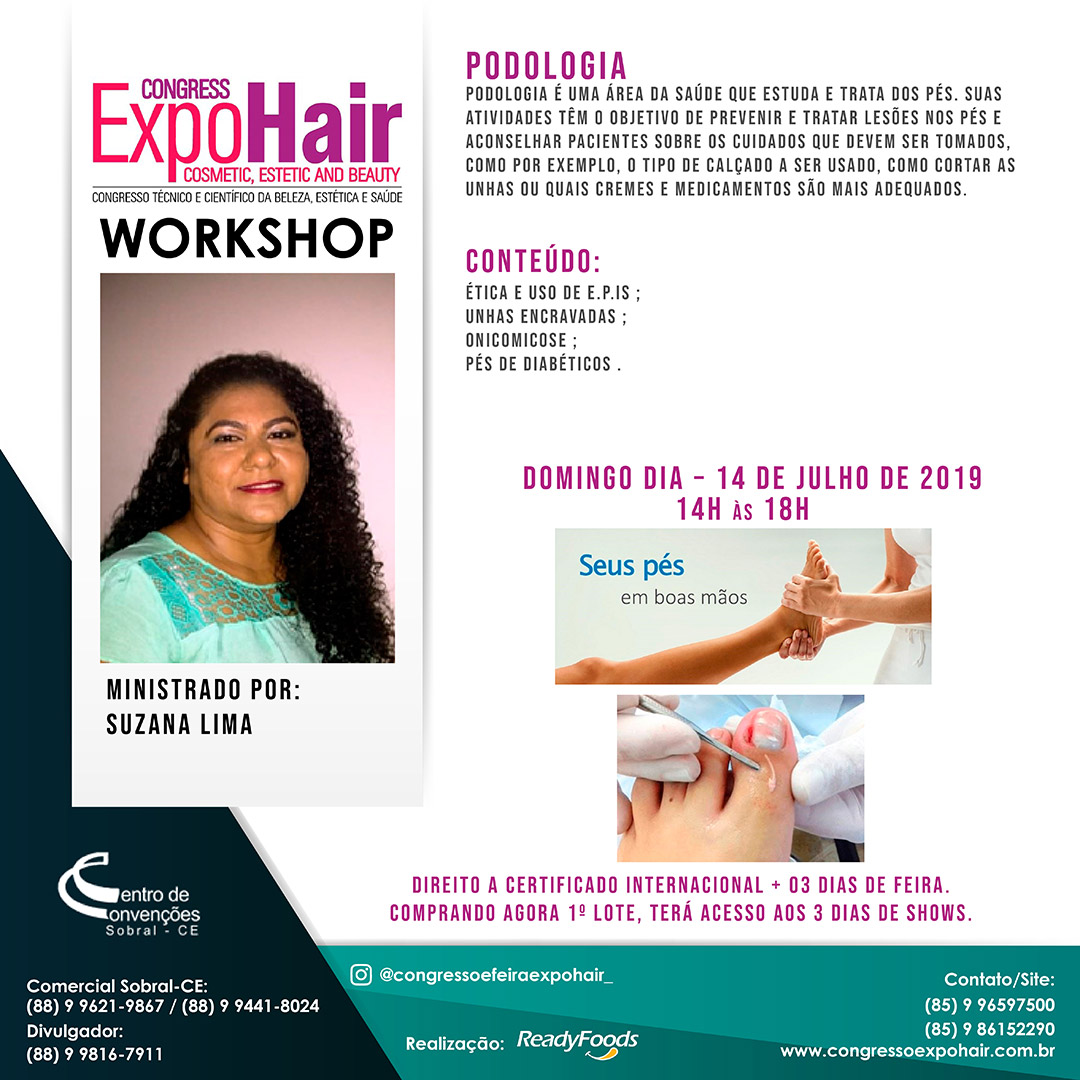 CONGRESS
ExpoHair
COSMETIC, ESTETIC AND BEAUTY
CONGRESSO TÉCNICO E CIENTÍFICO DA BELEZA, ESTÉTICA E SAÚDE
WORKSHOP
MINISTRADO POR:
SUZANA LIMA
PODOLOGIA
PODOLOGIA É UMA ÁREA DA SAÚDE QUE ESTUDA E TRATA DOS PÉS. SUAS
ATIVIDADES TÊM O OBJETIVO DE PREVENIR E TRATAR LESÕES NOS PÉS E
ACONSELHAR PACIENTES SOBRE OS CUIDADOS QUE DEVEM SER TOMADOS,
COMO POR EXEMPLO, O TIPO DE CALÇADO A SER USADO, COMO CORTAR AS
UNHAS OU QUAIS CREMES E MEDICAMENTOS SÃO MAIS ADEQUADOS.
CONTEÚDO:
ÉTICA E USO DE E.P.IS ;
UNHAS ENCRAVADAS ;
ONICOMICOSE ;
PÉS DE DIABÉTICOS .
DOMINGO DIA – 14 DE JULHO DE 2019
14H ÀS 18H
Seus pés
em boas mãos
DIREITO A CERTIFICADO INTERNACIONAL + 03 DIAS DE FEIRA.
COMPRANDO AGORA 1º LOTE, TERÁ ACESSO AOS 3 DIAS DE SHOWS.
Centro de
Convenções
Sobral - CE
Comercial Sobral-CE:
(88) 9 9621-9867 / (88) 9 9441-8024
Divulgador:
(88) 9 9816-7911
@congressoefeiraexpohair_
Realização: ReadyFoods
Contato/Site:
(85) 9 96597500
(85) 9 86152290
www.congressoexpohair.com.br